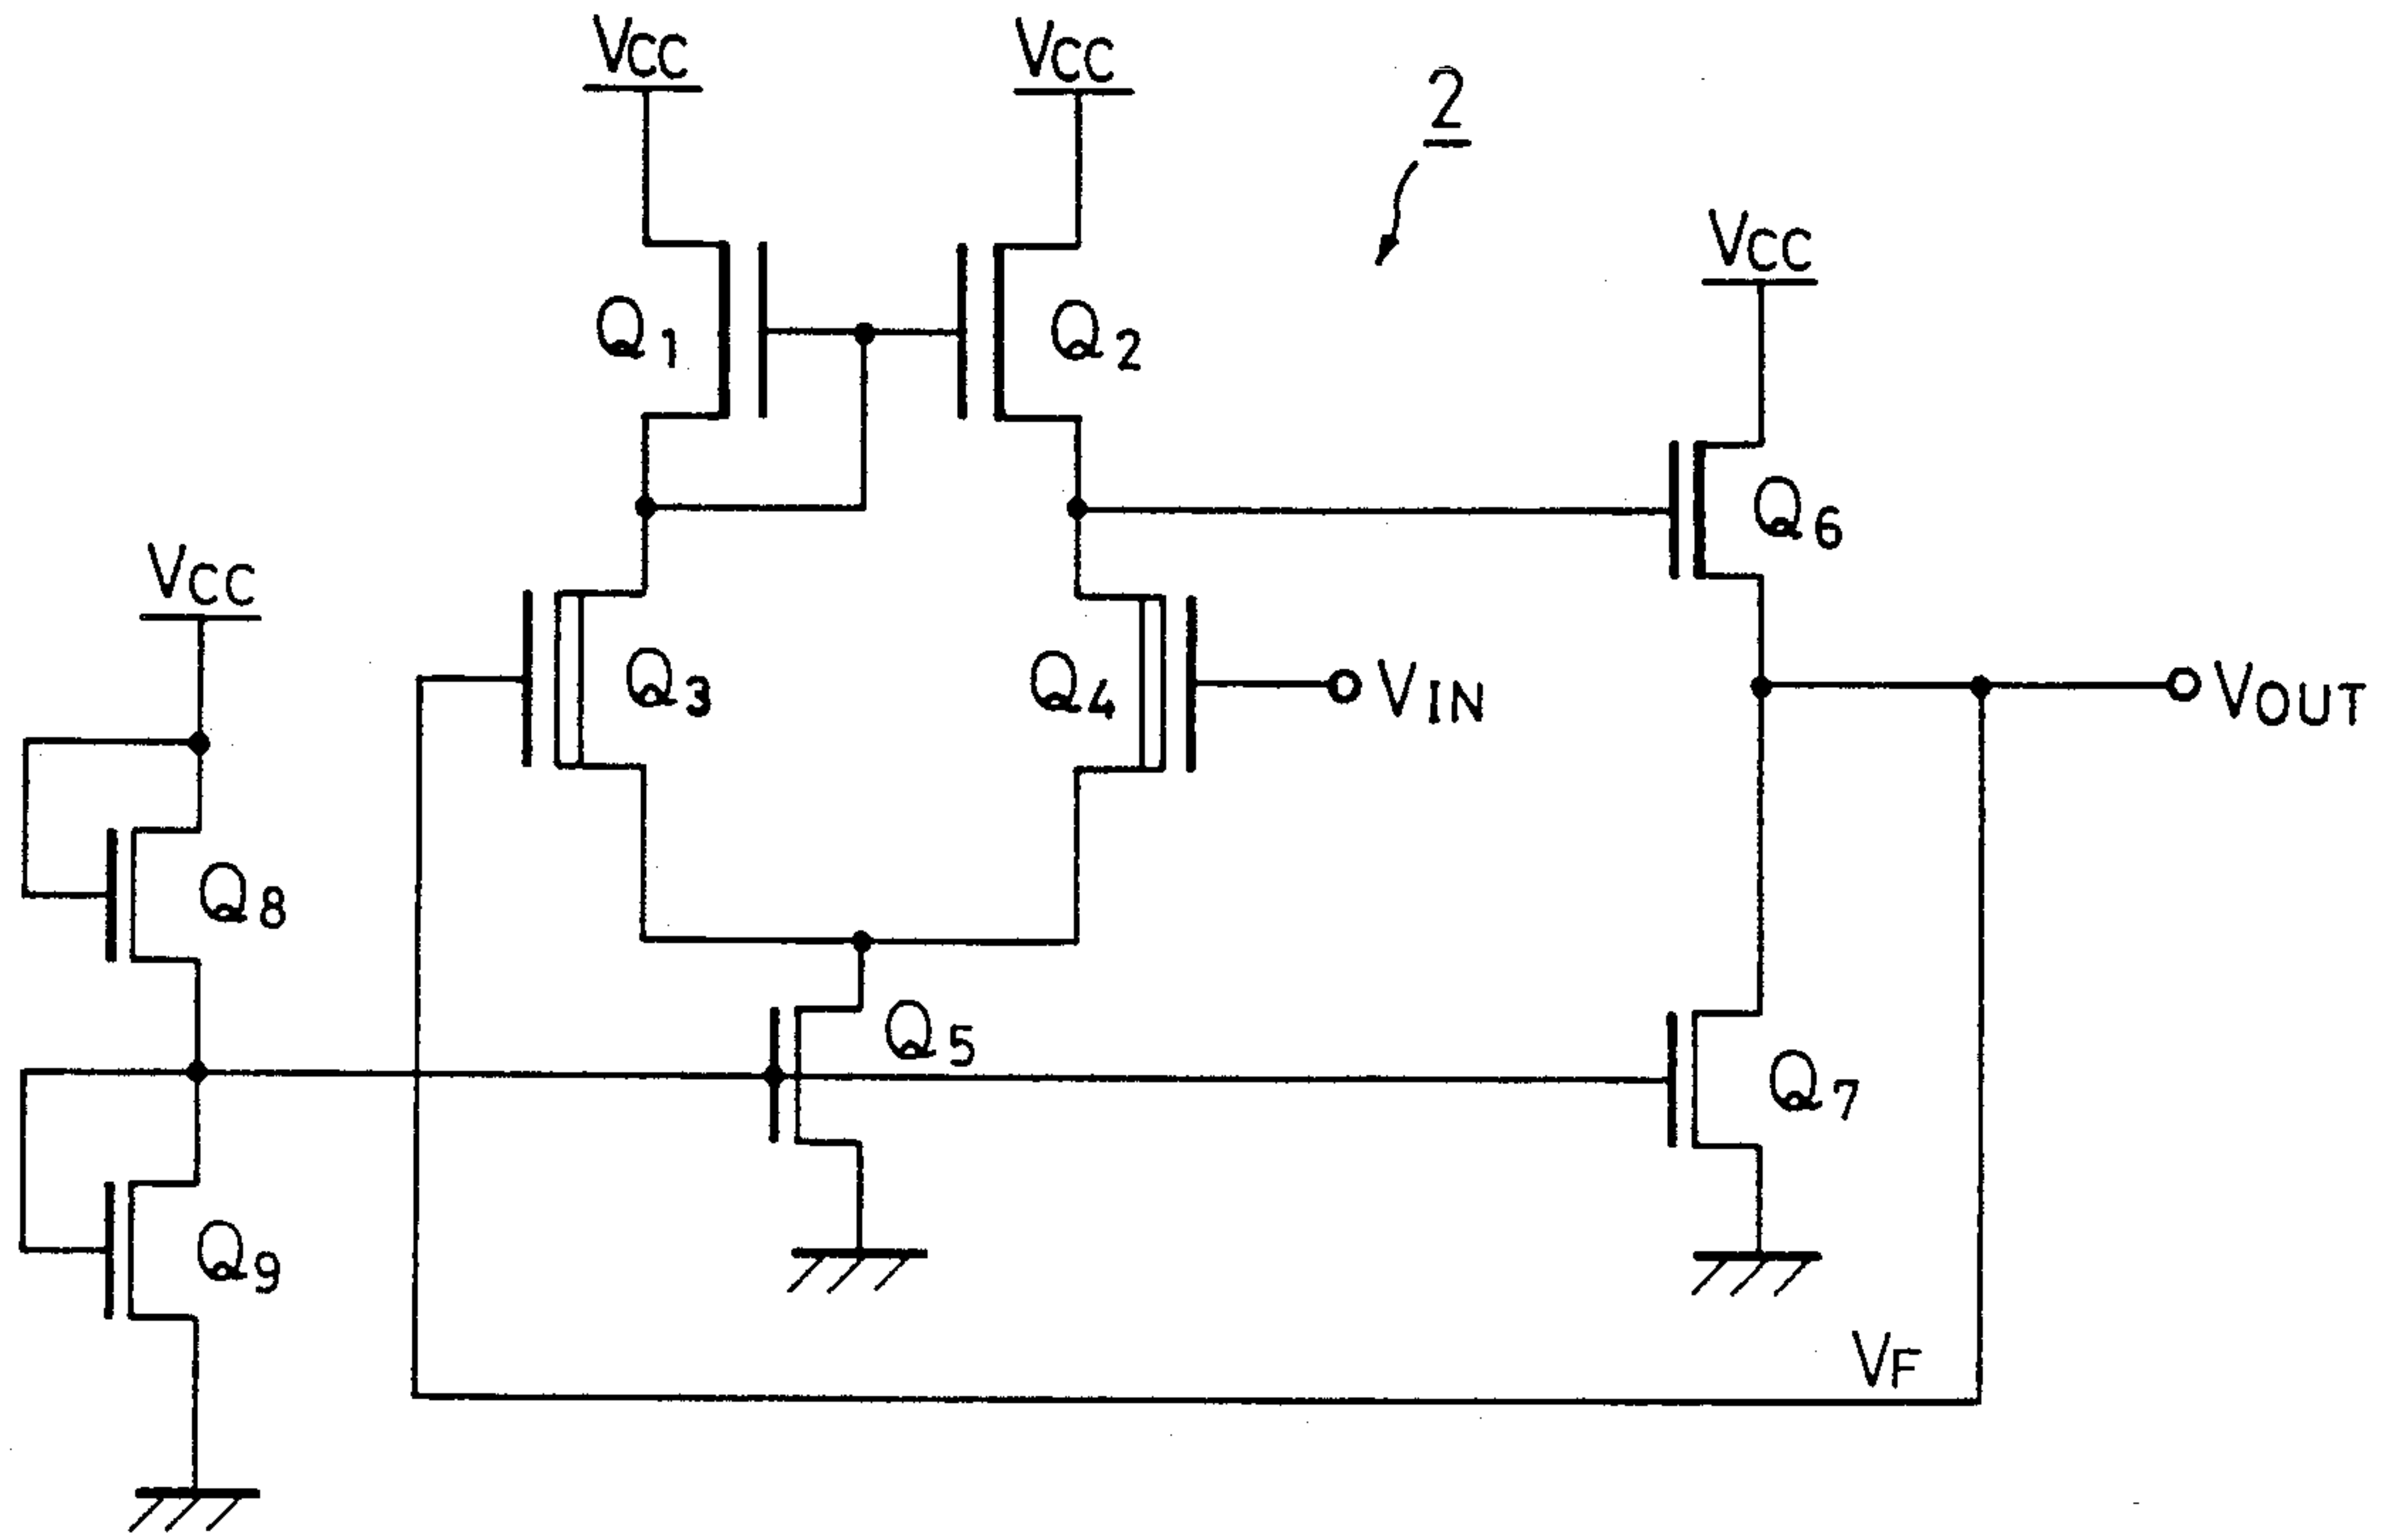 VCC VCC
2
VCC
Q1 Q2
Q6
VCC
Q3 Q4 VIN VOUT
Q8
Q5
Q7
Q9
VF